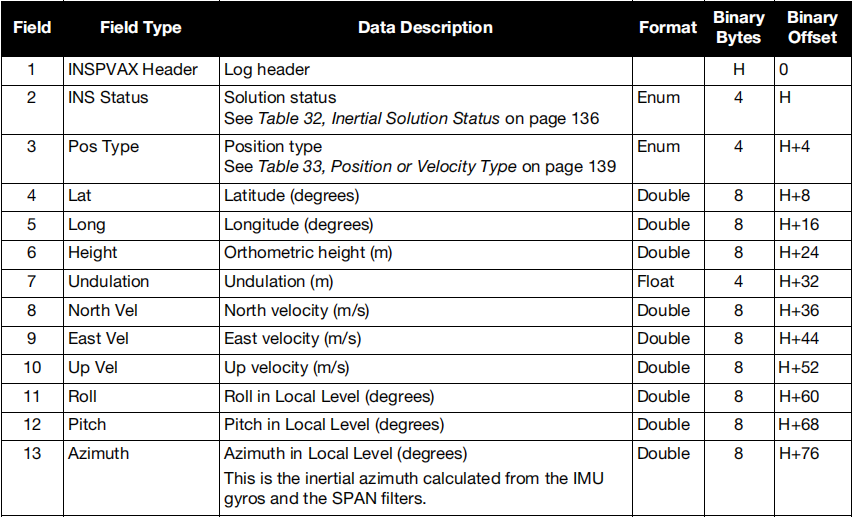 Field Field Type Data Description Format Binary Bytes Binary Offset
1 INSPVAX Header Log header H 0
2 INS Status Solution status Enum 4 H
See Table 32, Inertial Solution Status on page 136
3 Pos Type Position type Enum 4 H+4
See Table 33, Position or Velocity Type on page 139
4 Lat Latitude (degrees) Double 8 H+8
5 Long Longitude (degrees) Double 8 H+16
6 Height Orthometric height (m) Double 8 H+24
7 Undulation Undulation (m) Float 4 H+32
8 North Vel North velocity (m/s) Double 8 H+36
9 East Vel East velocity (m/s) Double 8 H+44
10 Up Vel Up velocity (m/s) Double 8 H+52
11 Roll Roll in Local Level (degrees) Double 8 H+60
12 Pitch Pitch in Local Level (degrees) Double 8 H+68
13 Azimuth Azimuth in Local Level (degrees) Double 8 H+76
This is the inertial azimuth calculated from the IMU
gyros and the SPAN filters.